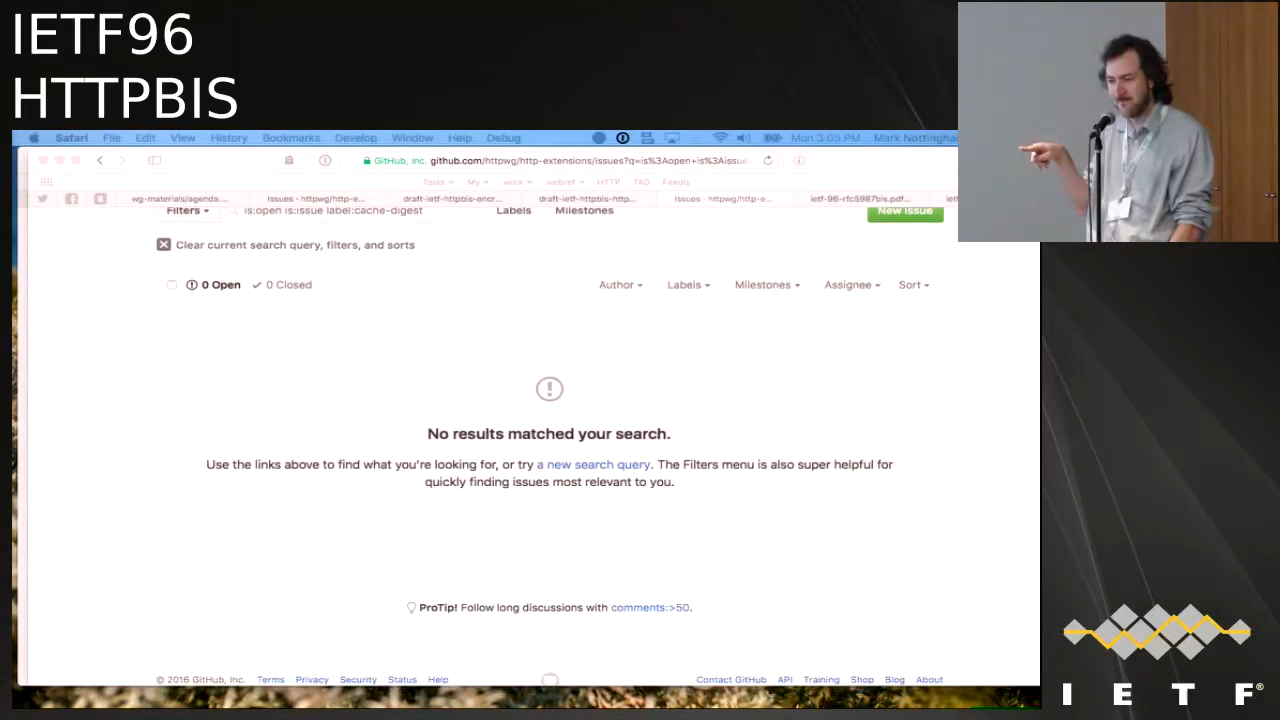 IETF96
HTTPBIS
Safari File Edit View History Bookmarks Develop Window Help Debug Mon 3:03 PM Mark Nottingha
GitHub, Inc. github.com/httpwg/http-extensions/issues?q=is%3Aopen+is%3Aissue
Tools My work webref HTTP TAG Feedly
wg-materials/agenda.... Issues · httpwg/http-e... draft-ietf-httpbis-encr... draft-ietf-httpbis-http... Issues · httpwg/http-e... ietf-96-rfc5987bis.pdf... iet
Filters is:open is:issue label:cache-digest Labels Milestones New issue
Clear current search query, filters, and sorts
0 Open 0 Closed Author Labels Milestones Assignee Sort
No results matched your search.
Use the links above to find what you're looking for, or try a new search query. The Filters menu is also super helpful for
quickly finding issues most relevant to you.
ProTip! Follow long discussions with comments:>50.
© 2016 GitHub, Inc. Terms Privacy Security Status Help Contact GitHub API Training Shop Blog About
IETF®